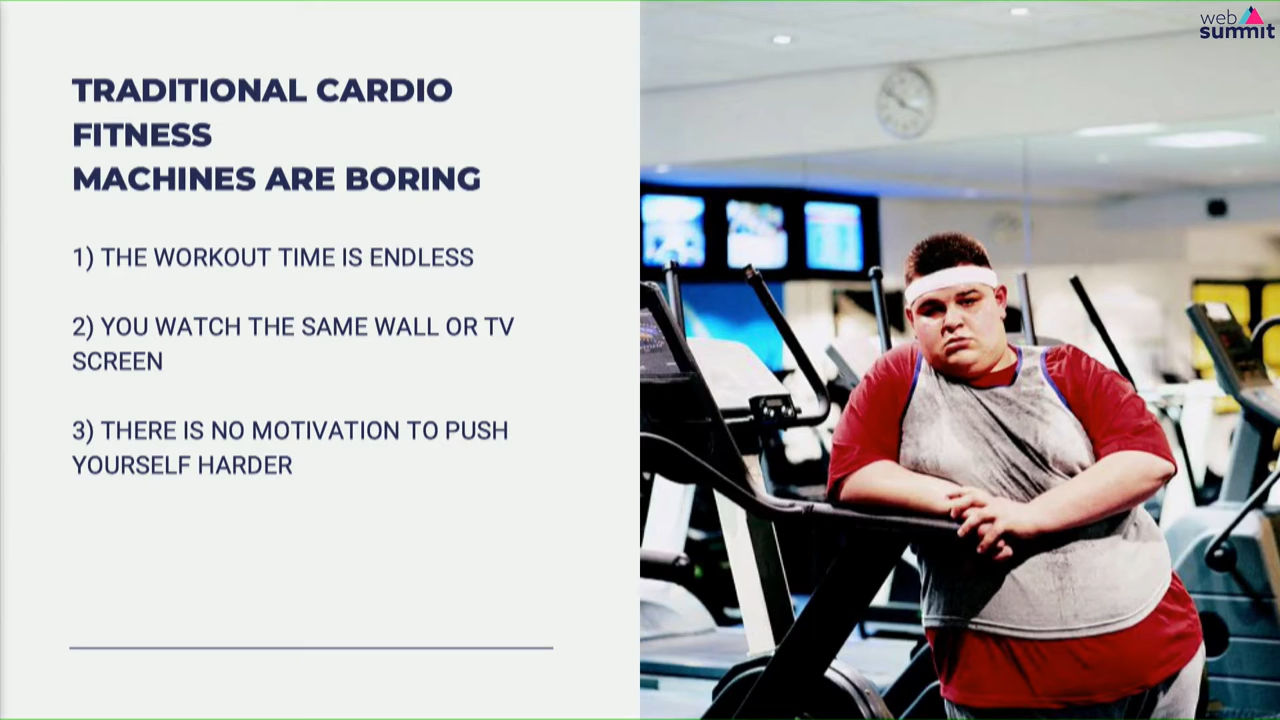 web
summit
TRADITIONAL CARDIO
FITNESS
MACHINES ARE BORING
1) THE WORKOUT TIME IS ENDLESS
2) YOU WATCH THE SAME WALL OR TV
SCREEN
3) THERE IS NO MOTIVATION TO PUSH
YOURSELF HARDER